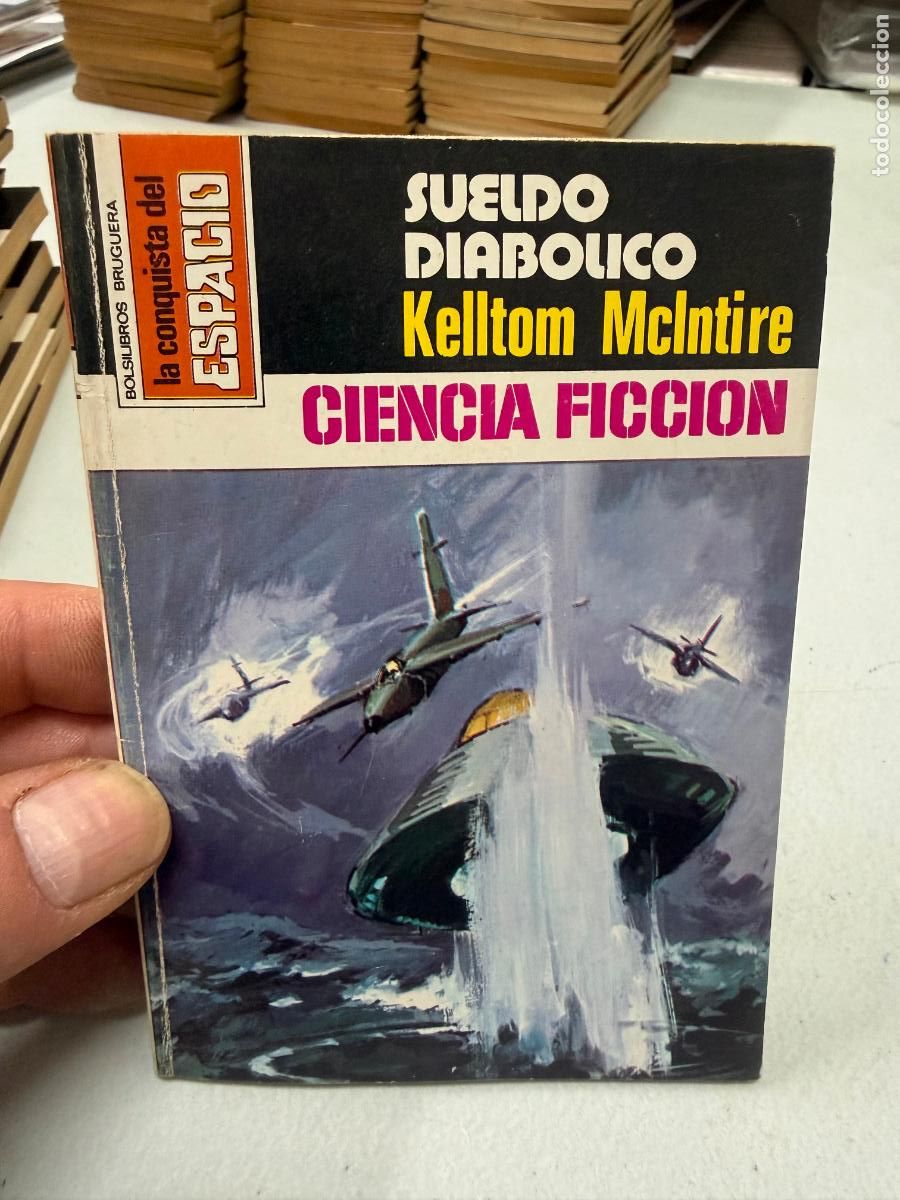 BOLSILIBROS BRUGUERA
la conquista del
ESPACIO
SUELDO
DIABOLICO
Kelltom McIntire
CIENCIA FICCION
todocoleccion